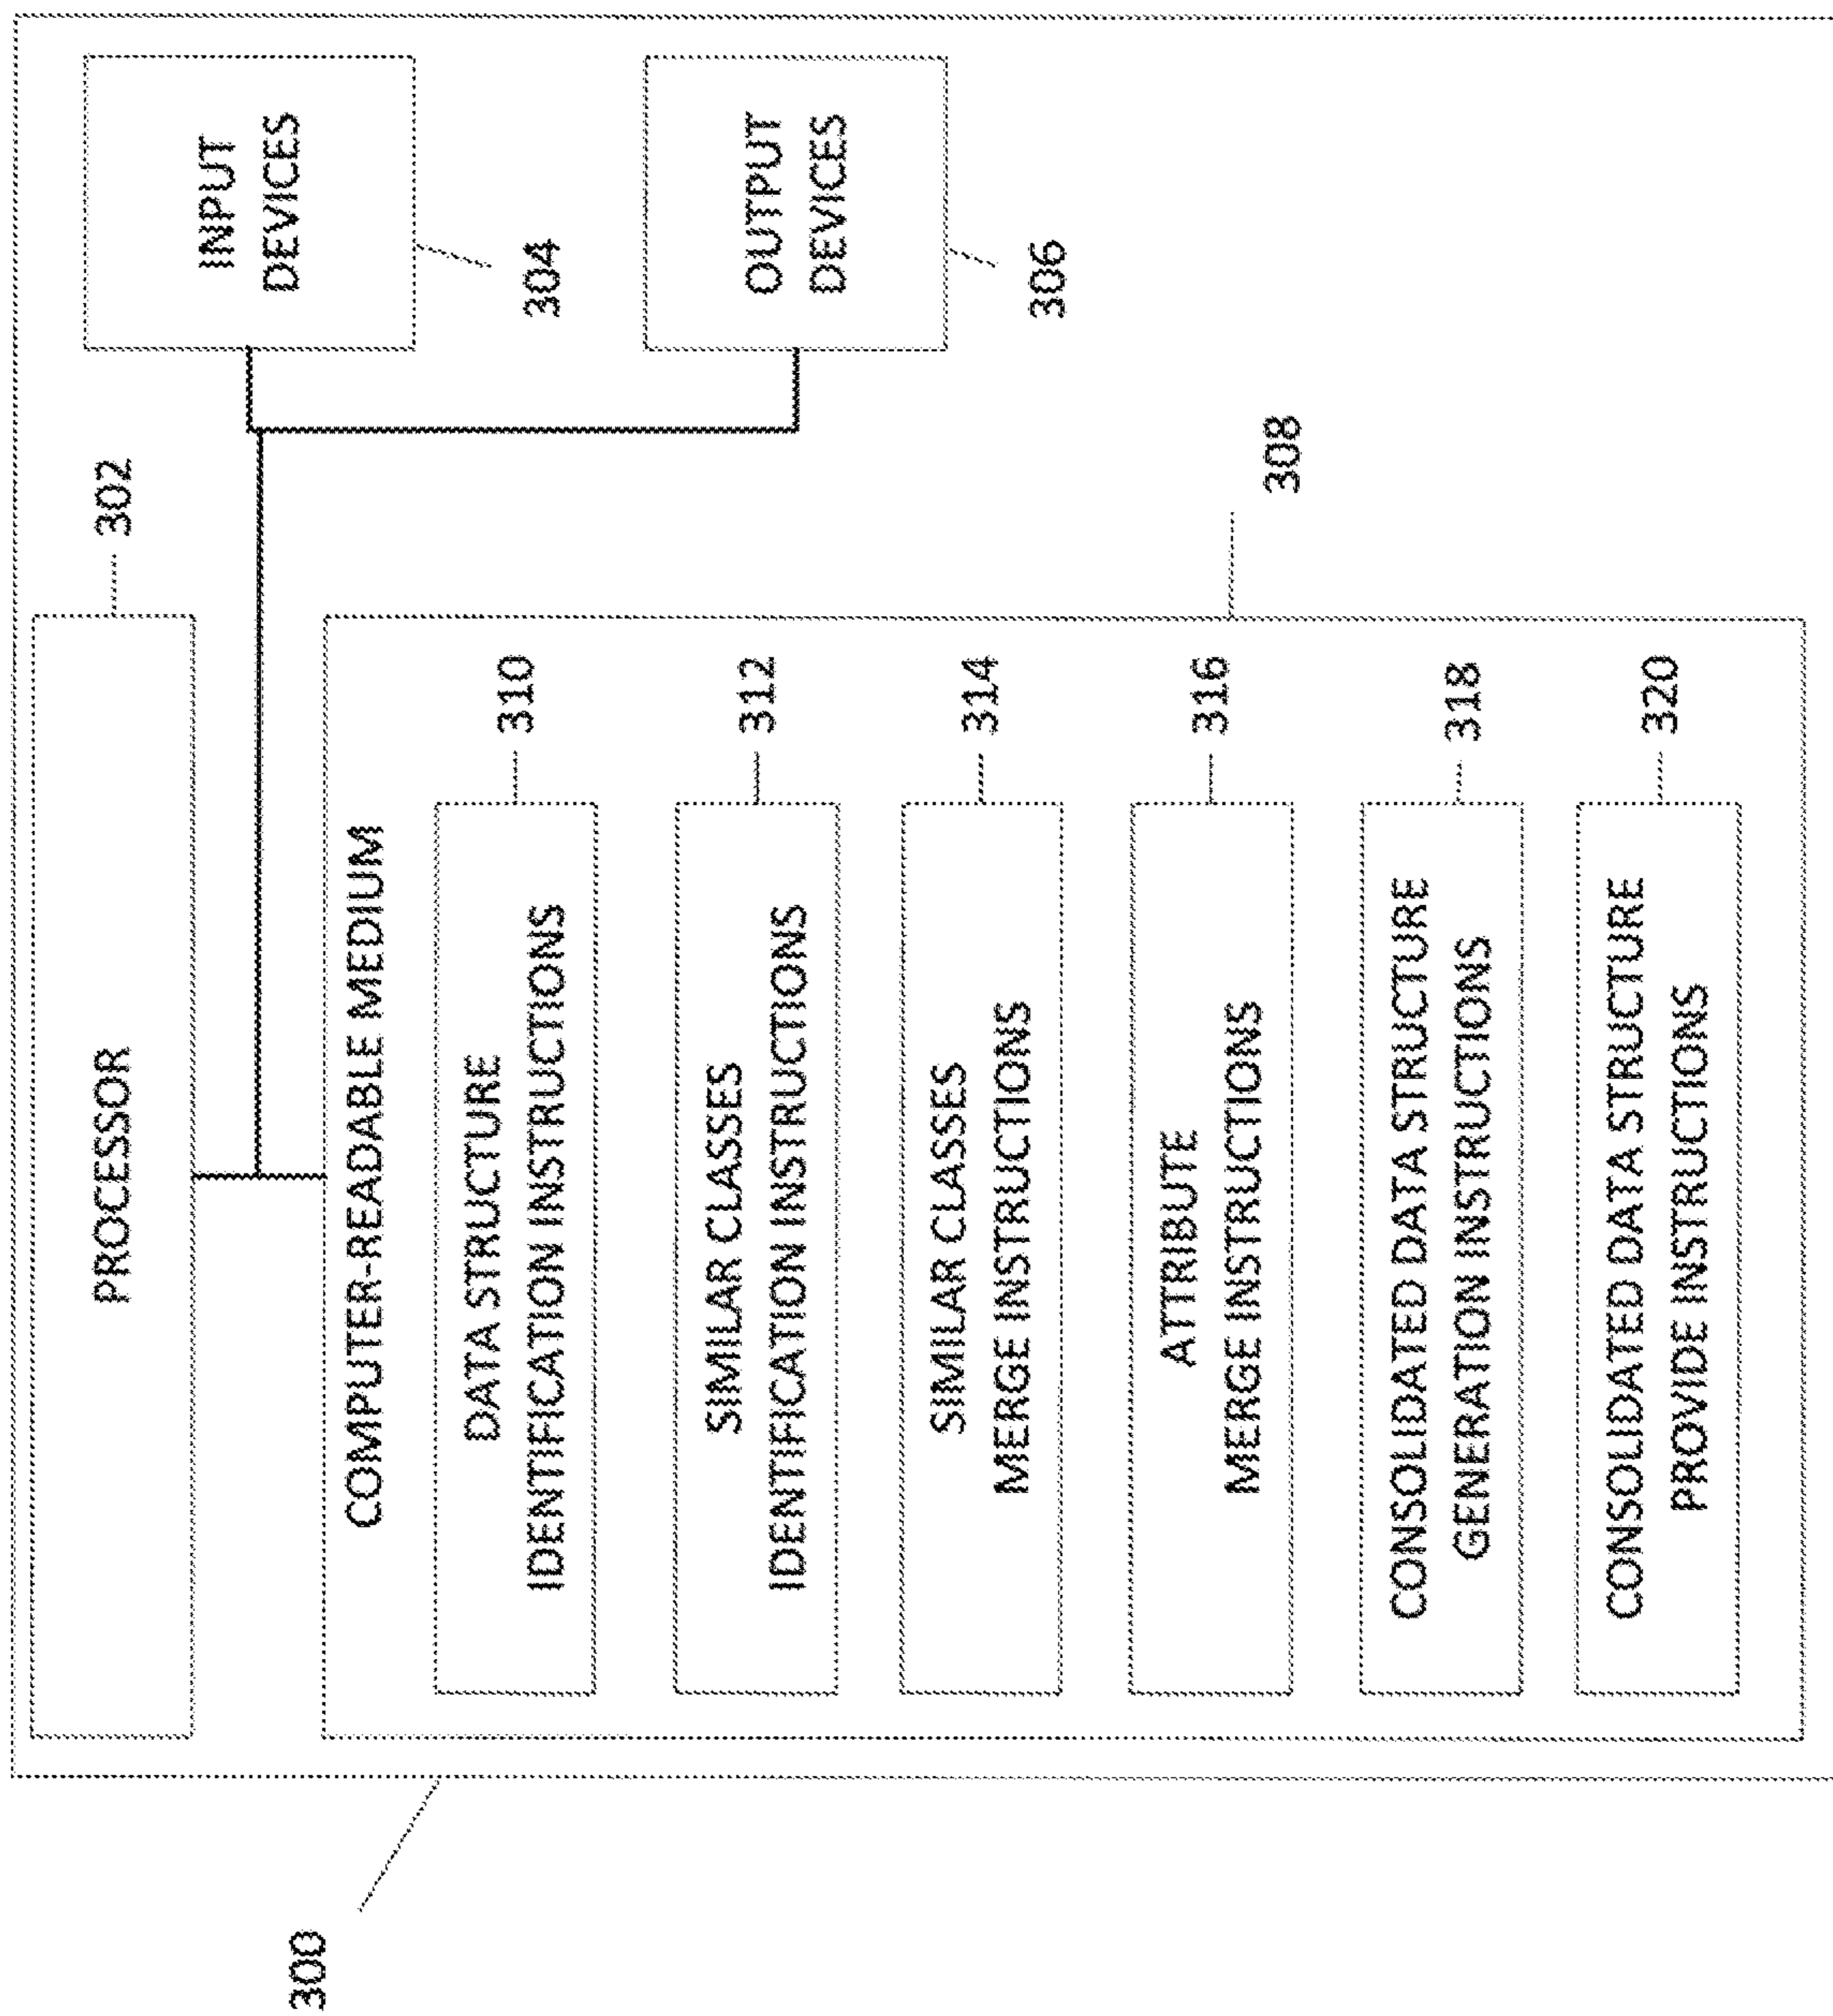 300
PROCESSOR
302
INPUT
DEVICES
304
OUTPUT
DEVICES
306
COMPUTER-READABLE MEDIUM
308
DATA STRUCTURE
IDENTIFICATION INSTRUCTIONS
310
SIMILAR CLASSES
IDENTIFICATION INSTRUCTIONS
312
SIMILAR CLASSES
MERGE INSTRUCTIONS
314
ATTRIBUTE
MERGE INSTRUCTIONS
316
CONSOLIDATED DATA STRUCTURE
GENERATION INSTRUCTIONS
318
CONSOLIDATED DATA STRUCTURE
PROVIDE INSTRUCTIONS
320